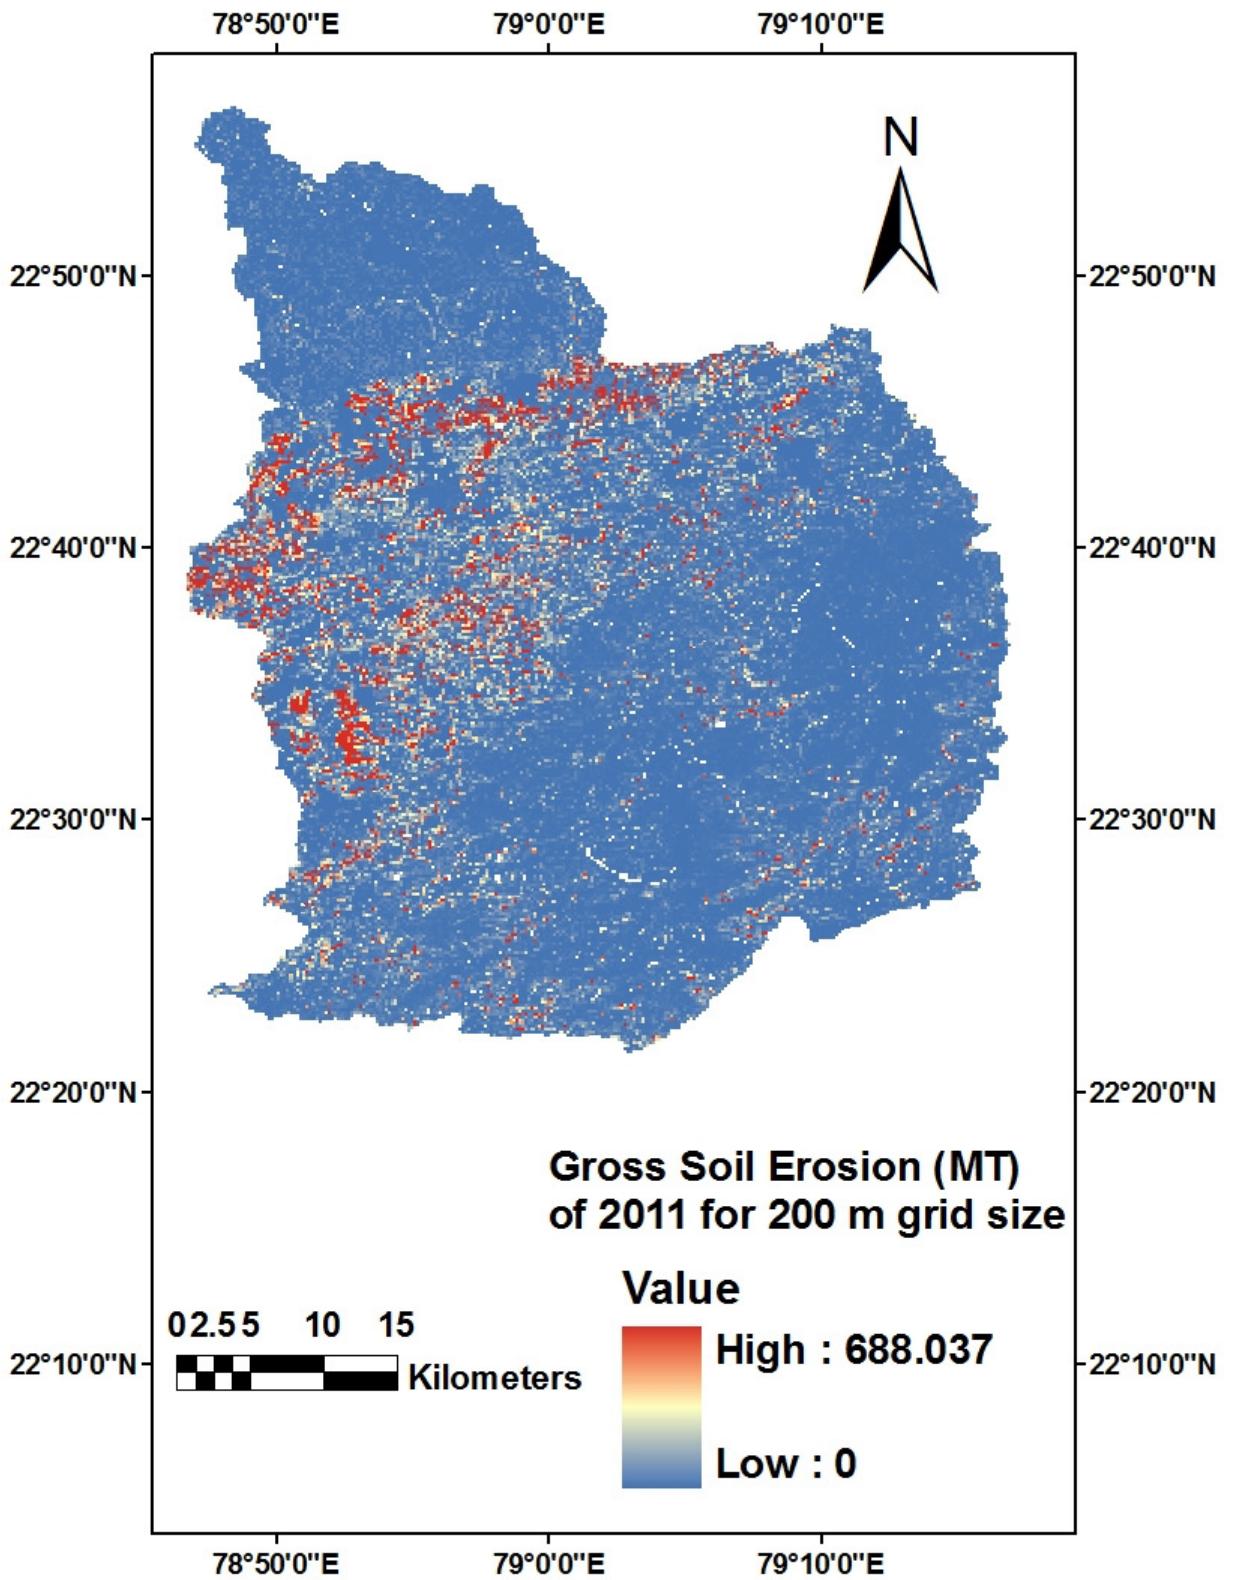 78°50'0"E 79°0'0"E 79°10'0"E
N
22°50'0"N 22°50'0"N
22°40'0"N 22°40'0"N
22°30'0"N 22°30'0"N
22°20'0"N 22°20'0"N
Gross Soil Erosion (MT)
of 2011 for 200 m grid size
Value
0 2.5 5 10 15
High : 688.037
22°10'0"N 22°10'0"N
Kilometers
Low : 0
78°50'0"E 79°0'0"E 79°10'0"E